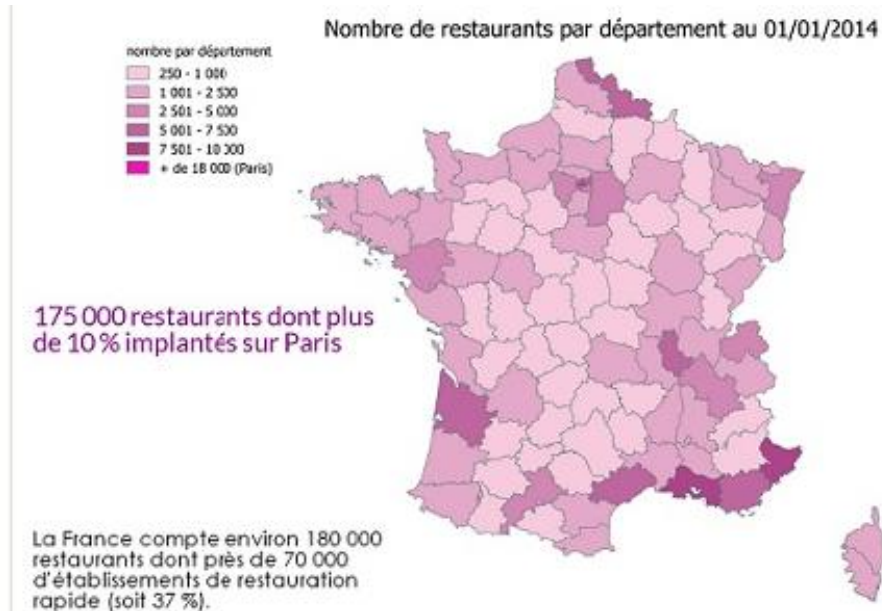 Nombre de restaurants par département au 01/01/2014
nombre par département
250 - 1 000
1 001 - 2 500
2 501 - 5 000
5 001 - 7 500
7 501 - 10 000
+ de 18 000 (Paris)
175 000 restaurants dont plus
de 10 % implantés sur Paris
La France compte environ 180 000
restaurants dont près de 70 000
d'établissements de restauration
rapide (soit 37 %).